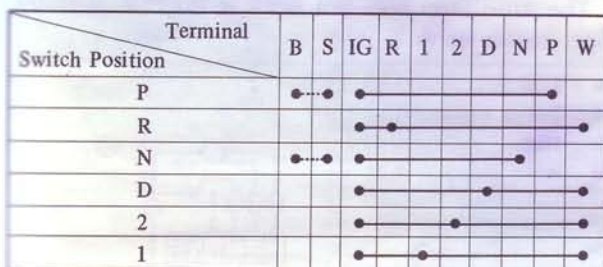 Terminal
Switch Position
B S IG R 1 2 D N P W
P
R
N
D
2
1